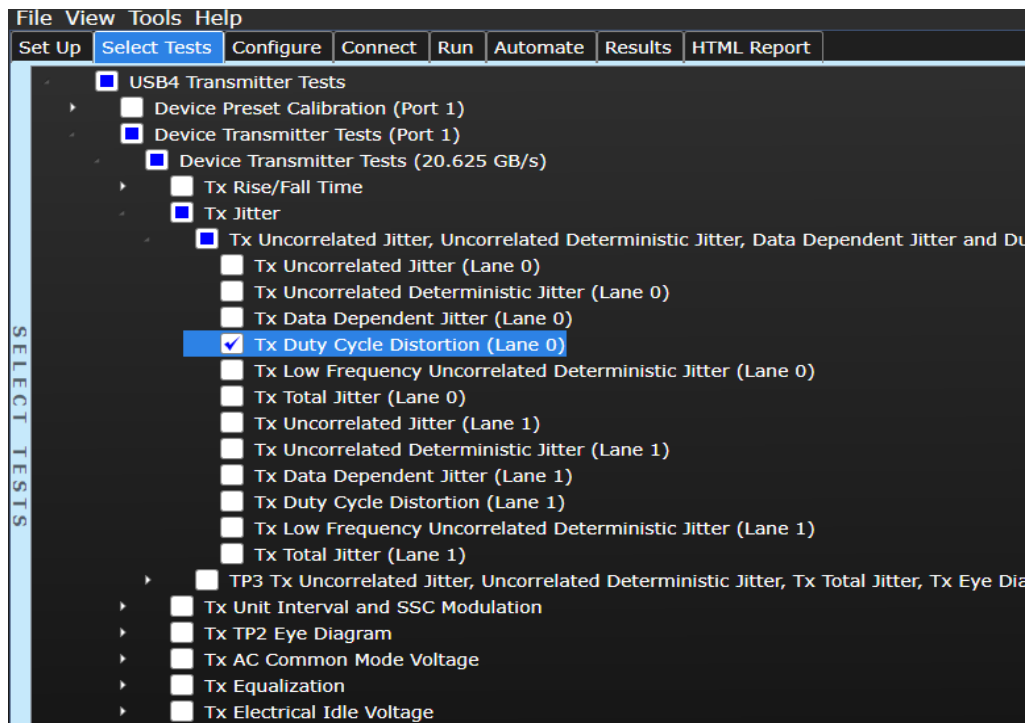 File View Tools Help
Set Up Select Tests Configure Connect Run Automate Results HTML Report
USB4 Transmitter Tests
Device Preset Calibration (Port 1)
Device Transmitter Tests (Port 1)
Device Transmitter Tests (20.625 GB/s)
Tx Rise/Fall Time
Tx Jitter
Tx Uncorrelated Jitter, Uncorrelated Deterministic Jitter, Data Dependent Jitter and Du
Tx Uncorrelated Jitter (Lane 0)
Tx Uncorrelated Deterministic Jitter (Lane 0)
Tx Data Dependent Jitter (Lane 0)
Tx Duty Cycle Distortion (Lane 0)
Tx Low Frequency Uncorrelated Deterministic Jitter (Lane 0)
Tx Total Jitter (Lane 0)
Tx Uncorrelated Jitter (Lane 1)
Tx Uncorrelated Deterministic Jitter (Lane 1)
Tx Data Dependent Jitter (Lane 1)
Tx Duty Cycle Distortion (Lane 1)
Tx Low Frequency Uncorrelated Deterministic Jitter (Lane 1)
Tx Total Jitter (Lane 1)
TP3 Tx Uncorrelated Jitter, Uncorrelated Deterministic Jitter, Tx Total Jitter, Tx Eye Dia
Tx Unit Interval and SSC Modulation
Tx TP2 Eye Diagram
Tx AC Common Mode Voltage
Tx Equalization
Tx Electrical Idle Voltage
SELECT TESTS